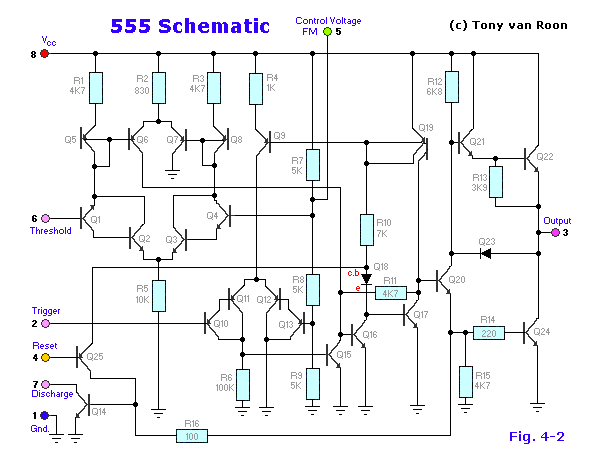 555 Schematic
Control Voltage
FM 5
(c) Tony van Roon
Vcc
8
R1
4K7
R2
830
R3
4K7
R4
1K
R12
6K8
Q5
Q6
Q7
Q8
Q9
Q19
Q21
Q22
R7
5K
R13
3K9
6
Threshold
Q1
Q2
Q3
Q4
R10
7K
Output
3
Q23
R5
10K
Q18
c.b
e
R8
5K
R11
4K7
Q20
Trigger
2
Q10
Q11
Q12
Q13
Q17
R14
220
Q24
Reset
4
Q25
Q15
Q16
R6
100K
R9
5K
R15
4K7
7
Discharge
Q14
1
Gnd.
R16
100
Fig. 4-2